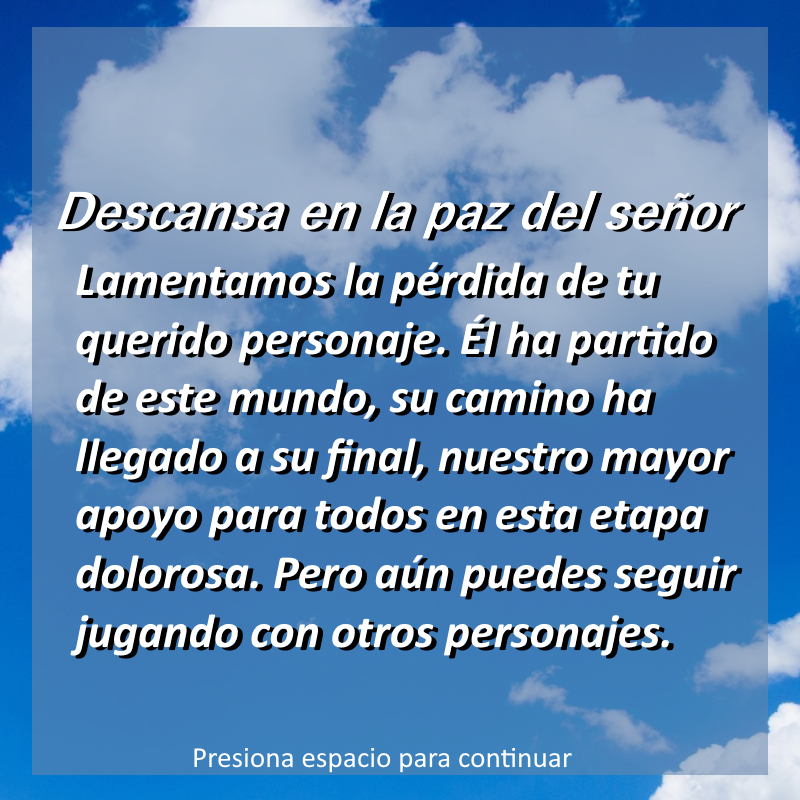 Descansa en la paz del señor
Lamentamos la pérdida de tu
querido personaje. Él ha partido
de este mundo, su camino ha
llegado a su final, nuestro mayor
apoyo para todos en esta etapa
dolorosa. Pero aún puedes seguir
jugando con otros personajes.
Presiona espacio para continuar